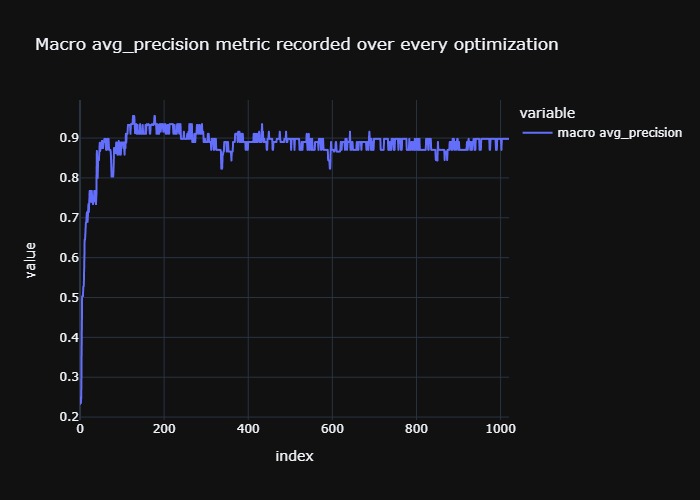 Macro avg_precision metric recorded over every optimization
variable
macro avg_precision
value
0.9
0.8
0.7
0.6
0.5
0.4
0.3
0.2
0 200 400 600 800 1000
index